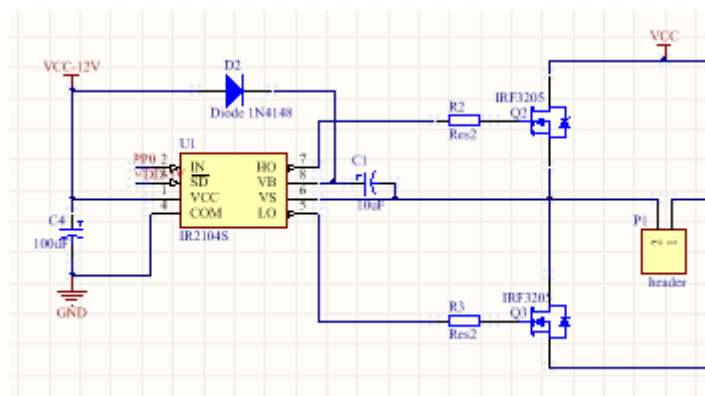 VCC
VCC-12V
D2
Diode 1N4148
IRF3205
R2
Q2
Res2
U1
PP0 2 IN HO 7
SD VB 8
1 VCC VS 6
4 COM LO 5
IR2104S
C1
10uF
C4
100uF
GND
P1
header
IRF3205
R3
Q3
Res2